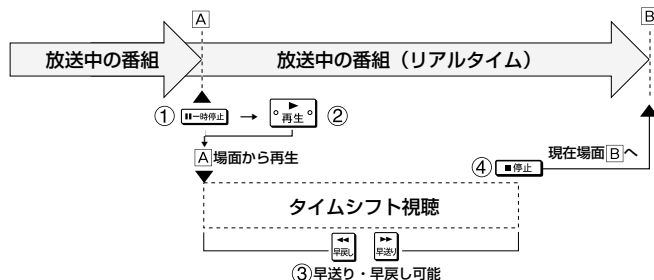 A
B
放送中の番組
放送中の番組(リアルタイム)
① 一時停止 → 再生 ②
A 場面から再生
④ 停止
現在場面 B へ
タイムシフト視聴
早戻し 早送り
③早送り・早戻し可能